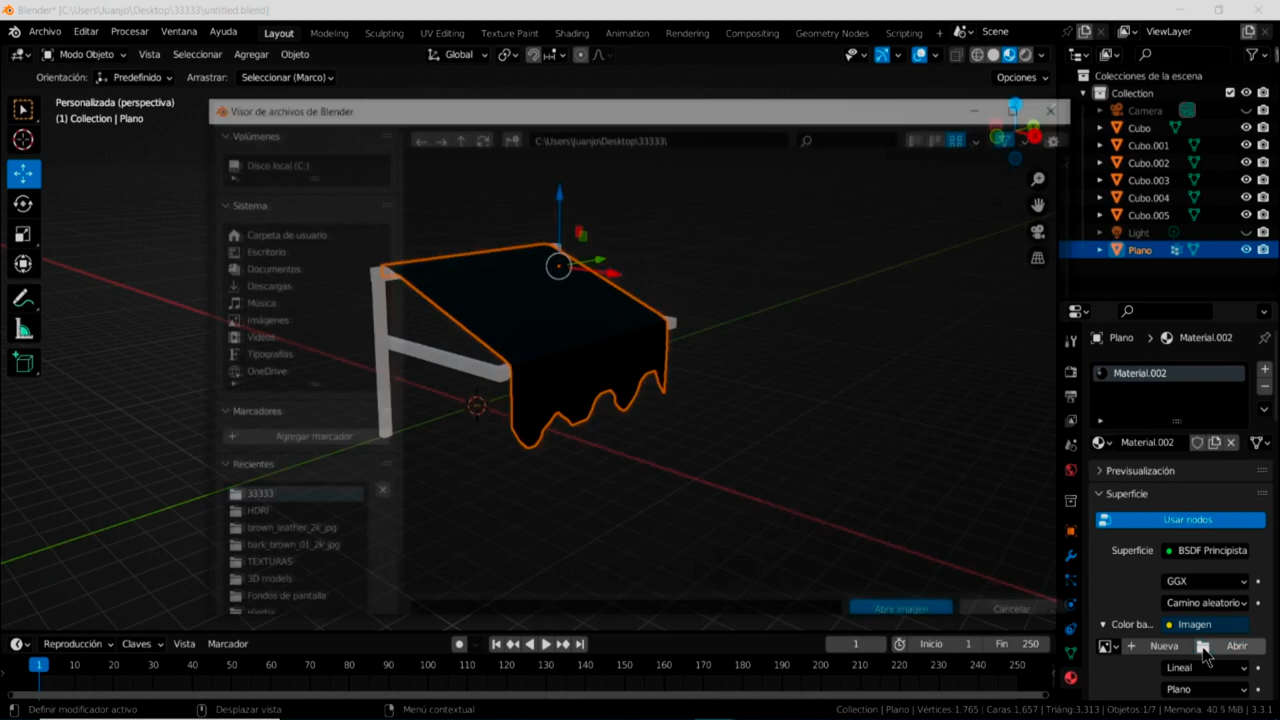 Blender* [C:\Users\Juanjo\Desktop\33333\untitled.blend]
Archivo Editar Procesar Ventana Ayuda Layout Modeling Sculpting UV Editing Texture Paint Shading Animation Rendering Compositing Geometry Nodes Scripting + Scene ViewLayer
Modo Objeto Vista Seleccionar Agregar Objeto Global
Orientación: Predefinido Arrastrar: Seleccionar (Marco) Opciones
Personalizada (perspectiva)
(1) Collection | Plano
Visor de archivos de Blender
Volúmenes
C:\Users\Juanjo\Desktop\33333\
Disco local (C:)
Sistema
Carpeta de usuario
Escritorio
Documentos
Descargas
Música
Imágenes
Vídeos
Tipografías
OneDrive
Marcadores
Agregar marcador
Recientes
33333
HDRI
brown_leather_2k_jpg
bark_brown_01_2k_jpg
TEXTURAS
3D models
Fondos de pantalla
Abrir imagen Cancelar
Colecciones de la escena
Collection
Camera
Cubo
Cubo.001
Cubo.002
Cubo.003
Cubo.004
Cubo.005
Light
Plano
Plano Material.002
Material.002
Material.002
Previsualización
Superficie
Usar nodos
Superficie BSDF Principista
GGX
Camino aleatorio
Color ba... Imagen
Nueva Abrir
Lineal
Plano
Reproducción Claves Vista Marcador 1 Inicio 1 Fin 250
1 10 20 30 40 50 60 70 80 90 100 110 120 130 140 150 160 170 180 190 200 210 220 230 240 250
Definir modificador activo Desplazar vista Menú contextual Collection | Plano | Vértices:1,765 | Caras:1,657 | Triáng:3,313 | Objetos:1/7 | Memoria: 40.5 MiB | 3.3.1